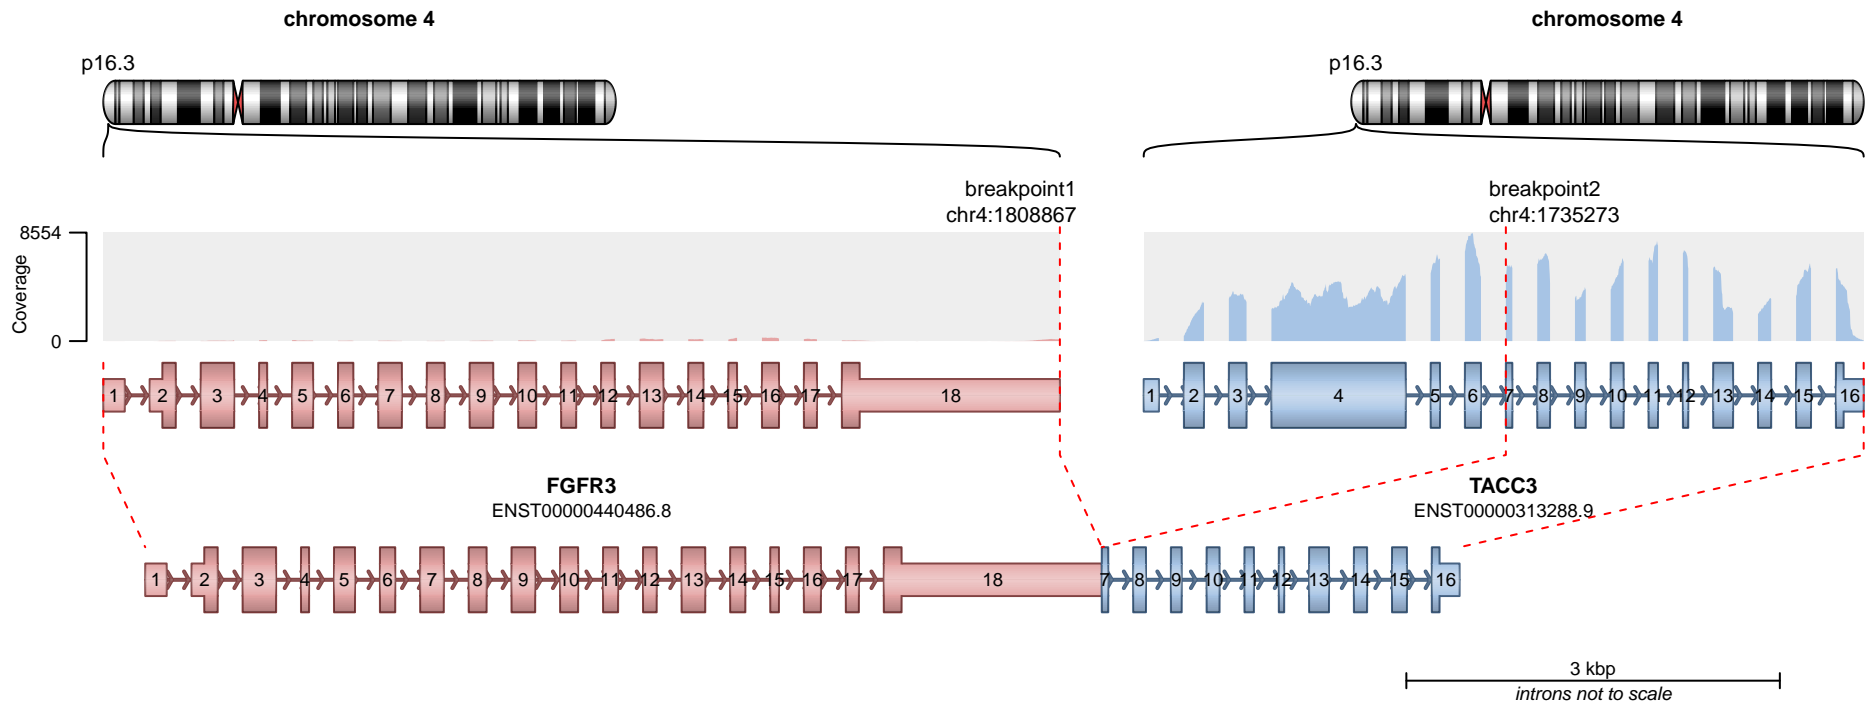 chromosome 4
chromosome 4
p16.3
p16.3
breakpoint1
chr4:1808867
breakpoint2
chr4:1735273
8554
Coverage
0
1 2 3 4 5 6 7 8 9 10 11 12 13 14 15 16 17 18
1 2 3 4 5 6 7 8 9 10 11 12 13 14 15 16
FGFR3
ENST00000440486.8
TACC3
ENST00000313288.9
1 2 3 4 5 6 7 8 9 10 11 12 13 14 15 16 17 18 7 8 9 10 11 12 13 14 15 16
3 kbp
introns not to scale